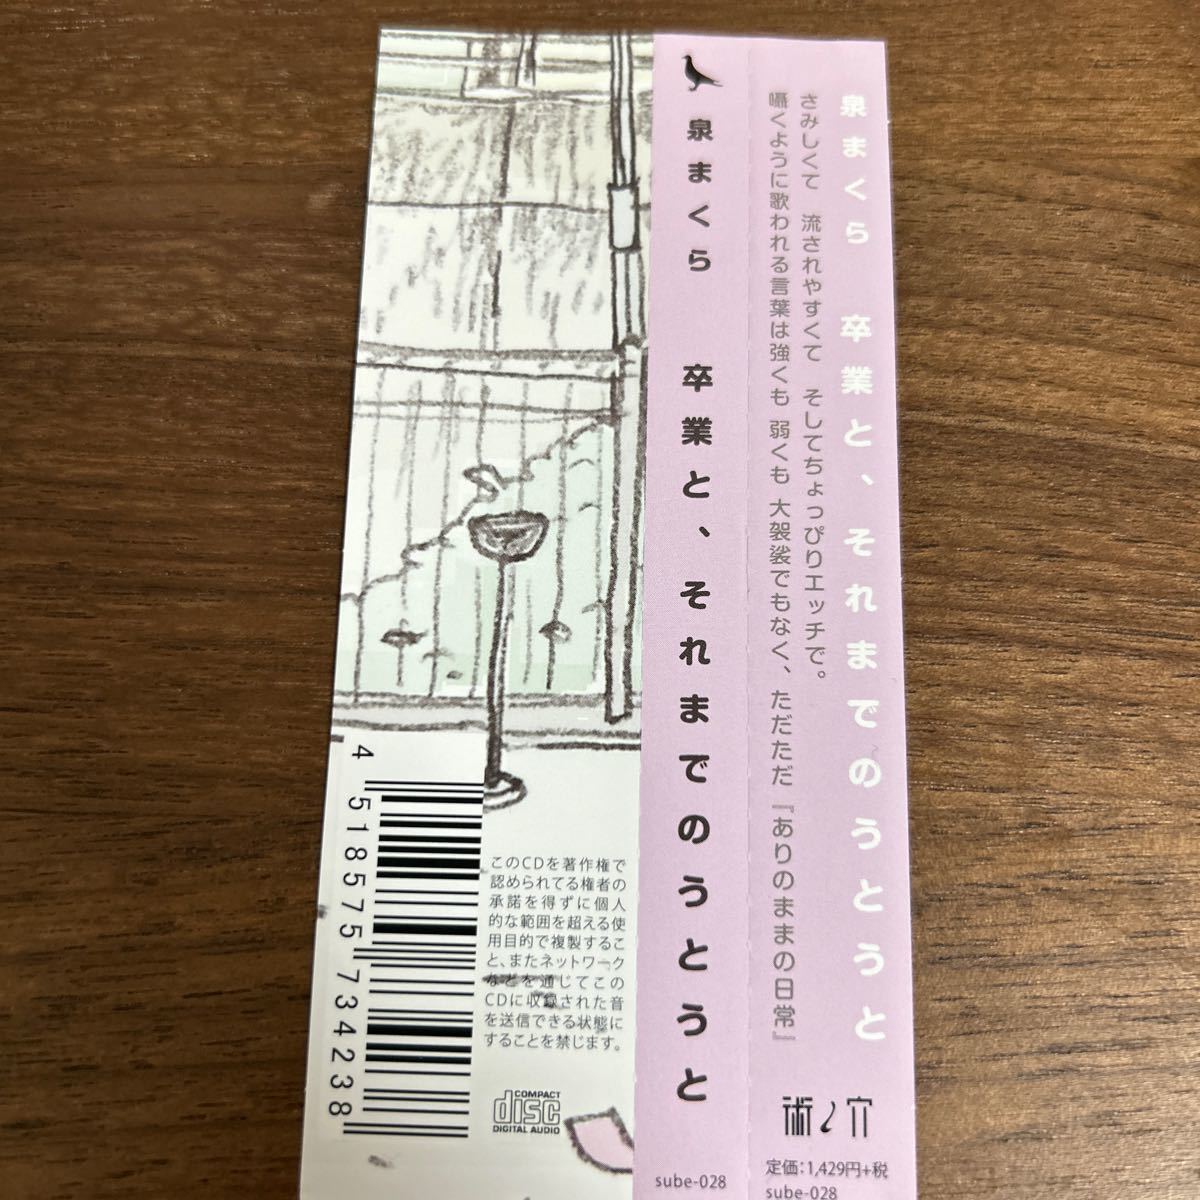 泉まくら 卒業と、それまでのうとうと
さみしくて 流されやすくて そしてちょっぴりエッチで。
囁くように歌われる言葉は強くも 弱くも 大袈裟でもなく、ただただ『ありのままの日常』
術ノ穴
定価:1,429円+税
sube-028
泉まくら 卒業と、それまでのうとうと
sube-028
このCDを著作権で
認められてる権者の
承諾を得ずに個人
的な範囲を超える使
用目的で複製するこ
と、またネットワーク
などを通じてこの
CDに収録された音
を送信できる状態に
することを禁じます。
COMPACT
disc
DIGITAL AUDIO
4 518575 734238